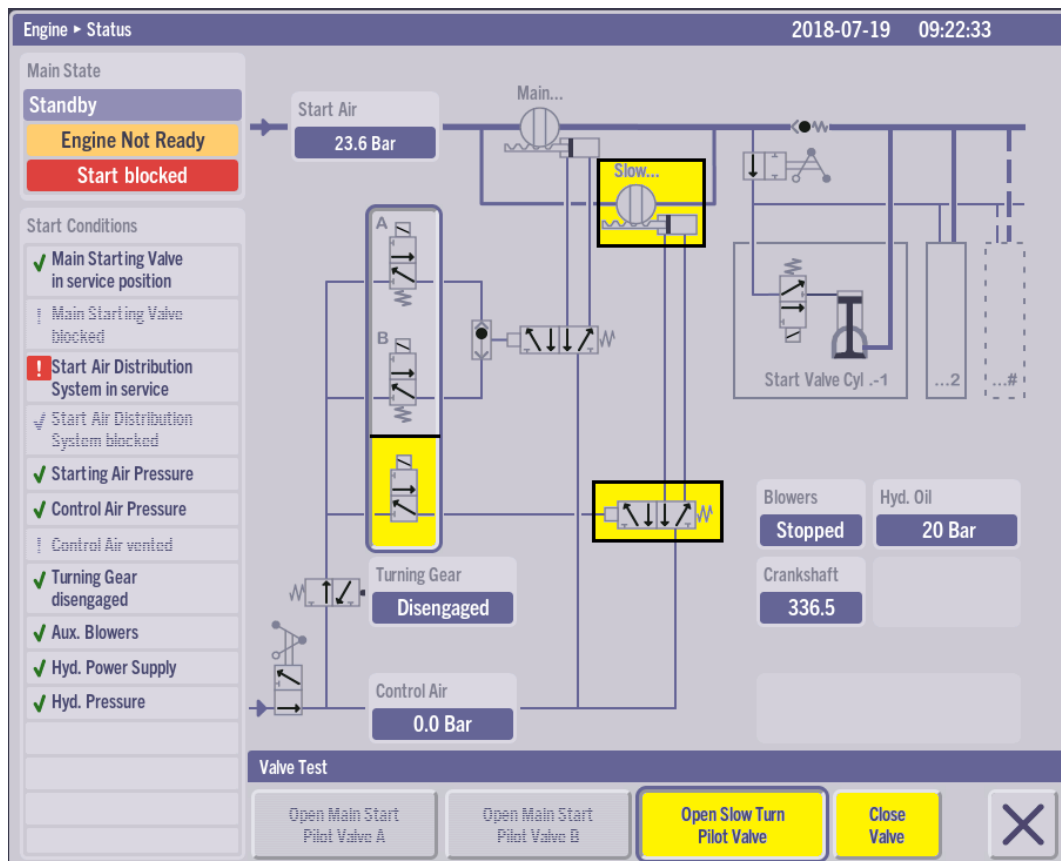 Engine ▸ Status
2018-07-19 09:22:33
Main State
Standby
Engine Not Ready
Start blocked
Start Conditions
Main Starting Valve
in service position
! Main Starting Valve
blocked
! Start Air Distribution
System in service
Start Air Distribution
System blocked
Starting Air Pressure
Control Air Pressure
! Control Air vented
Turning Gear
disengaged
Aux. Blowers
Hyd. Power Supply
Hyd. Pressure
Start Air
23.6 Bar
Main...
Slow...
A
B
Start Valve Cyl .-1
...2
...#
Turning Gear
Disengaged
Control Air
0.0 Bar
Blowers
Stopped
Hyd. Oil
20 Bar
Crankshaft
336.5
Valve Test
Open Main Start
Pilot Valve A
Open Main Start
Pilot Valve B
Open Slow Turn
Pilot Valve
Close
Valve